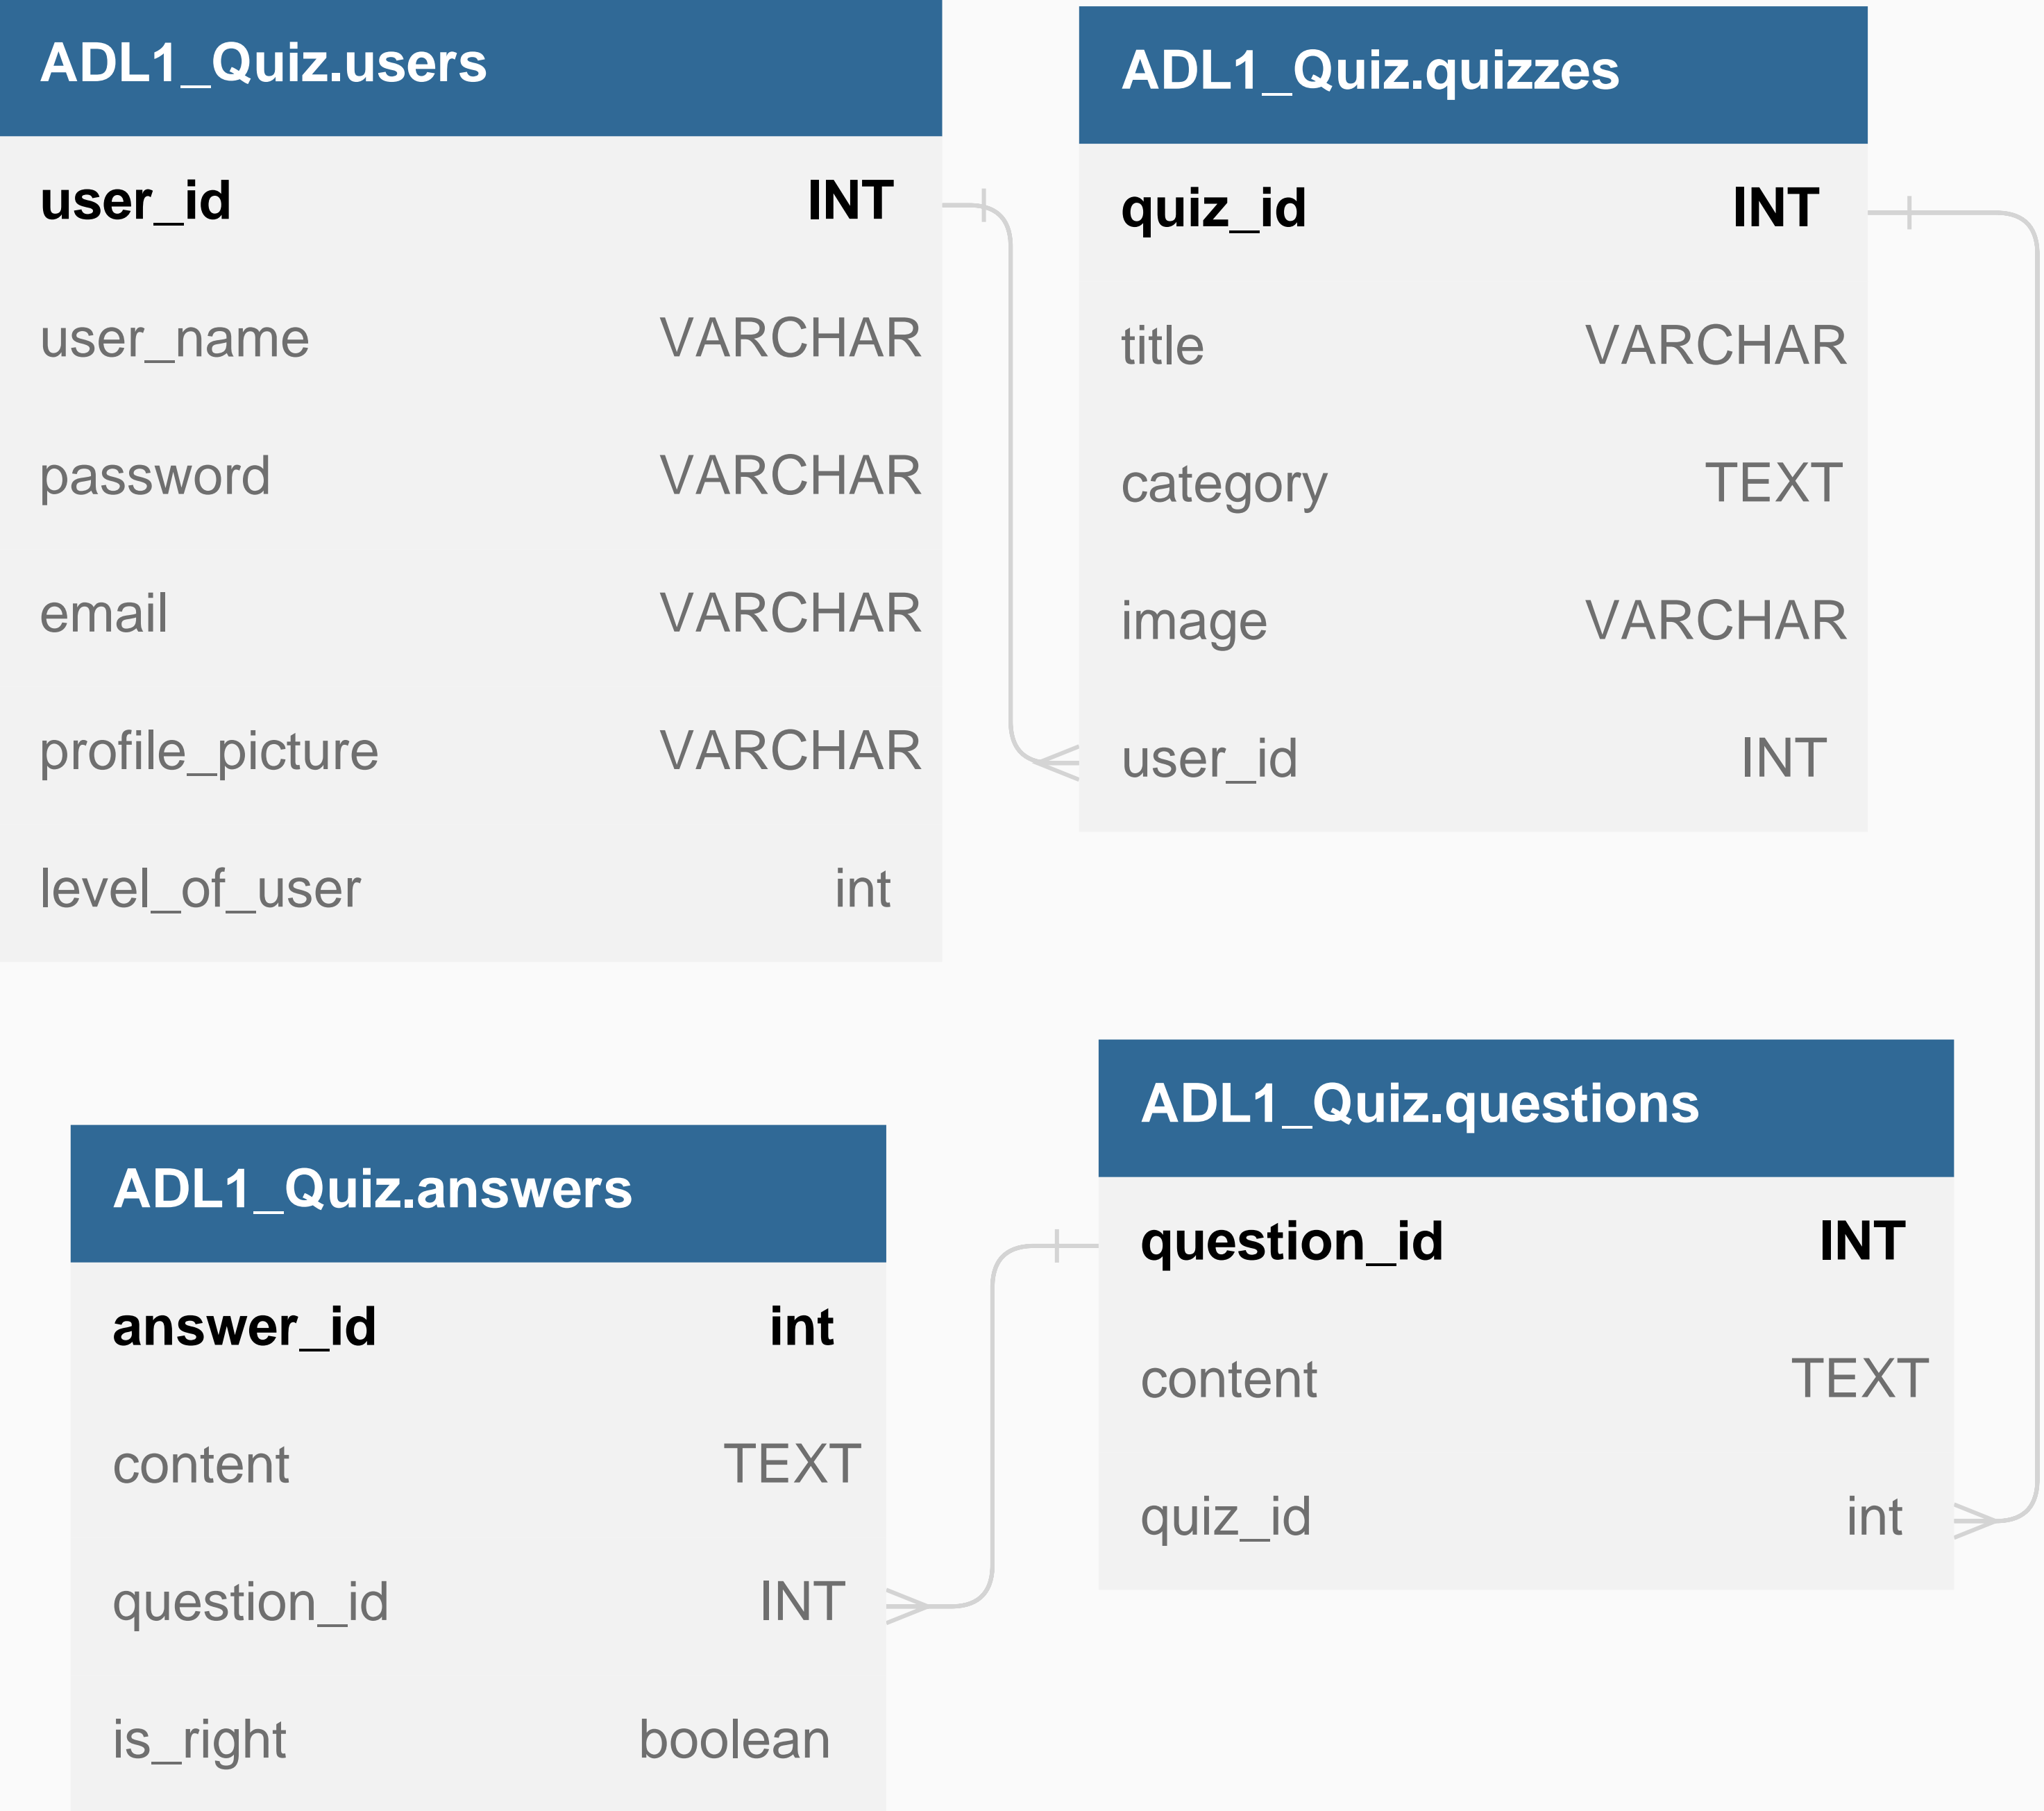 ADL1_Quiz.users
user_id INT
user_name VARCHAR
password VARCHAR
email VARCHAR
profile_picture VARCHAR
level_of_user int
ADL1_Quiz.quizzes
quiz_id INT
title VARCHAR
category TEXT
image VARCHAR
user_id INT
ADL1_Quiz.answers
answer_id int
content TEXT
question_id INT
is_right boolean
ADL1_Quiz.questions
question_id INT
content TEXT
quiz_id int